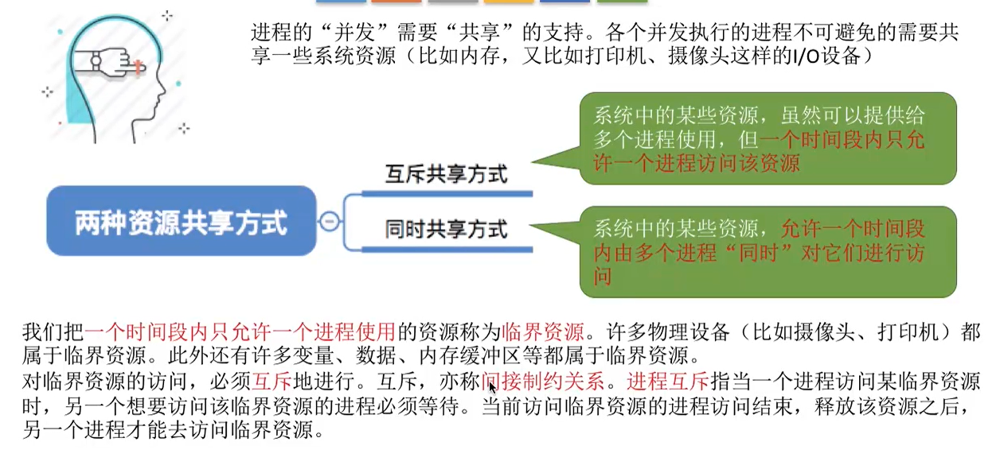 进程的“并发”需要“共享”的支持。各个并发执行的进程不可避免的需要共
享一些系统资源（比如内存，又比如打印机、摄像头这样的I/O设备）
系统中的某些资源，虽然可以提供给
多个进程使用，但一个时间段内只允
许一个进程访问该资源
互斥共享方式
两种资源共享方式
同时共享方式
系统中的某些资源，允许一个时间段
内由多个进程“同时”对它们进行访
问
我们把一个时间段内只允许一个进程使用的资源称为临界资源。许多物理设备（比如摄像头、打印机）都
属于临界资源。此外还有许多变量、数据、内存缓冲区等都属于临界资源。
对临界资源的访问，必须互斥地进行。互斥，亦称间接制约关系。进程互斥指当一个进程访问某临界资源
时，另一个想要访问该临界资源的进程必须等待。当前访问临界资源的进程访问结束，释放该资源之后，
另一个进程才能去访问临界资源。